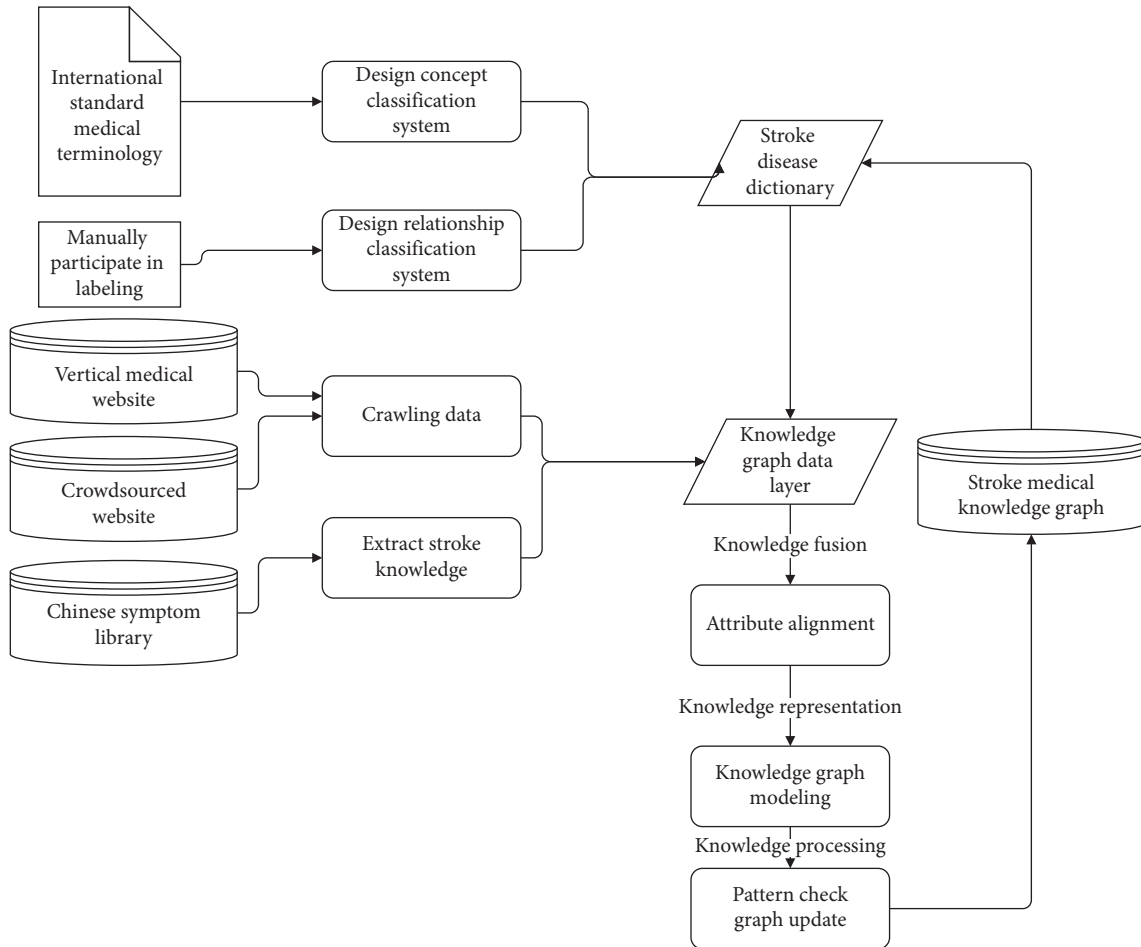 International
standard
medical
terminology
Design concept
classification
system
Stroke
disease
dictionary
Manually
participate in
labeling
Design relationship
classification
system
Vertical medical
website
Crawling data
Crowdsourced
website
Knowledge
graph data
layer
Stroke medical
knowledge graph
Extract stroke
knowledge
Chinese symptom
library
Knowledge fusion
Attribute alignment
Knowledge representation
Knowledge graph
modeling
Knowledge processing
Pattern check
graph update